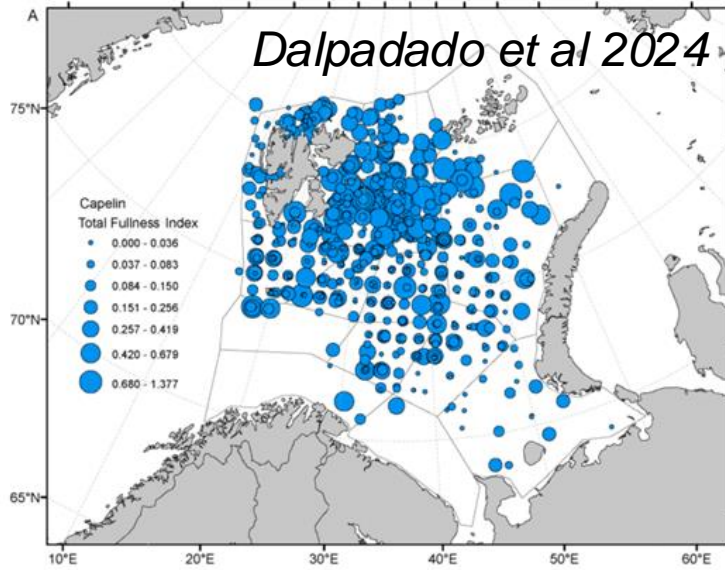 A
Dalpadado et al 2024
75°N
Capelin
Total Fullness Index
0.000 - 0.036
0.037 - 0.083
0.084 - 0.150
0.151 - 0.256
0.257 - 0.419
0.420 - 0.679
0.680 - 1.377
70°N
65°N
10°E 20°E 30°E 40°E 50°E 60°E